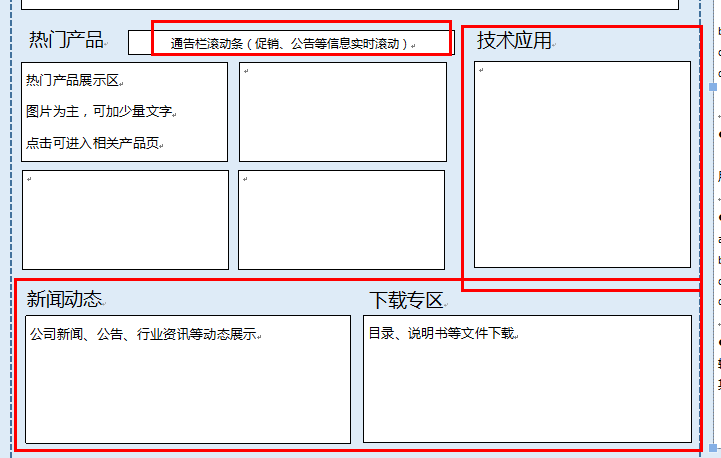 热门产品
通告栏滚动条（促销、公告等信息实时滚动）
技术应用
热门产品展示区
图片为主，可加少量文字
点击可进入相关产品页
新闻动态
下载专区
公司新闻、公告、行业资讯等动态展示
目录、说明书等文件下载